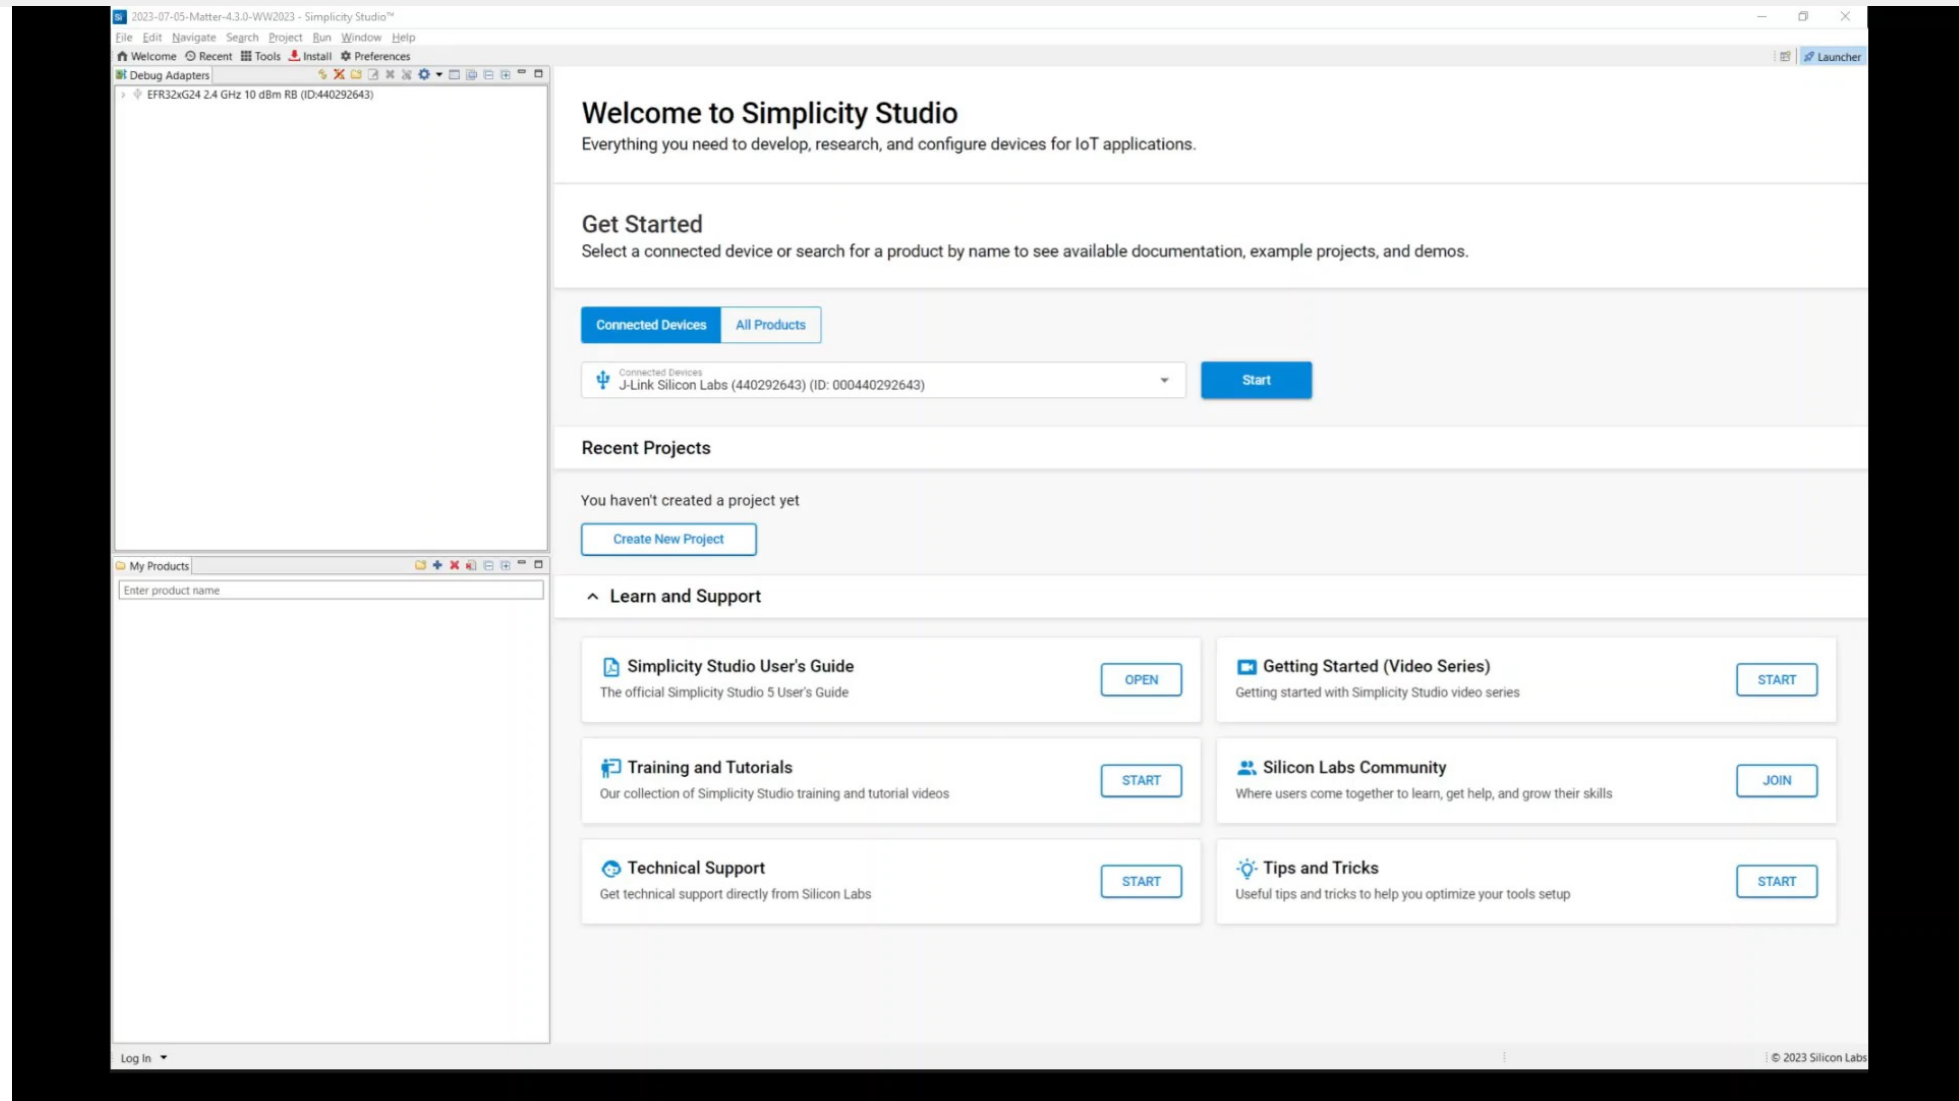 Si 2023-07-05-Matter-4.3.0-WW2023 - Simplicity Studio™
File Edit Navigate Search Project Run Window Help
Welcome Recent Tools Install Preferences
Launcher
Debug Adapters
EFR32xG24 2.4 GHz 10 dBm RB (ID:440292643)
My Products
Enter product name
Welcome to Simplicity Studio
Everything you need to develop, research, and configure devices for IoT applications.
Get Started
Select a connected device or search for a product by name to see available documentation, example projects, and demos.
Connected Devices All Products
Connected Devices
J-Link Silicon Labs (440292643) (ID: 000440292643)
Start
Recent Projects
You haven't created a project yet
Create New Project
Learn and Support
Simplicity Studio User's Guide
The official Simplicity Studio 5 User's Guide
OPEN
Getting Started (Video Series)
Getting started with Simplicity Studio video series
START
Training and Tutorials
Our collection of Simplicity Studio training and tutorial videos
START
Silicon Labs Community
Where users come together to learn, get help, and grow their skills
JOIN
Technical Support
Get technical support directly from Silicon Labs
START
Tips and Tricks
Useful tips and tricks to help you optimize your tools setup
START
Log In
© 2023 Silicon Labs